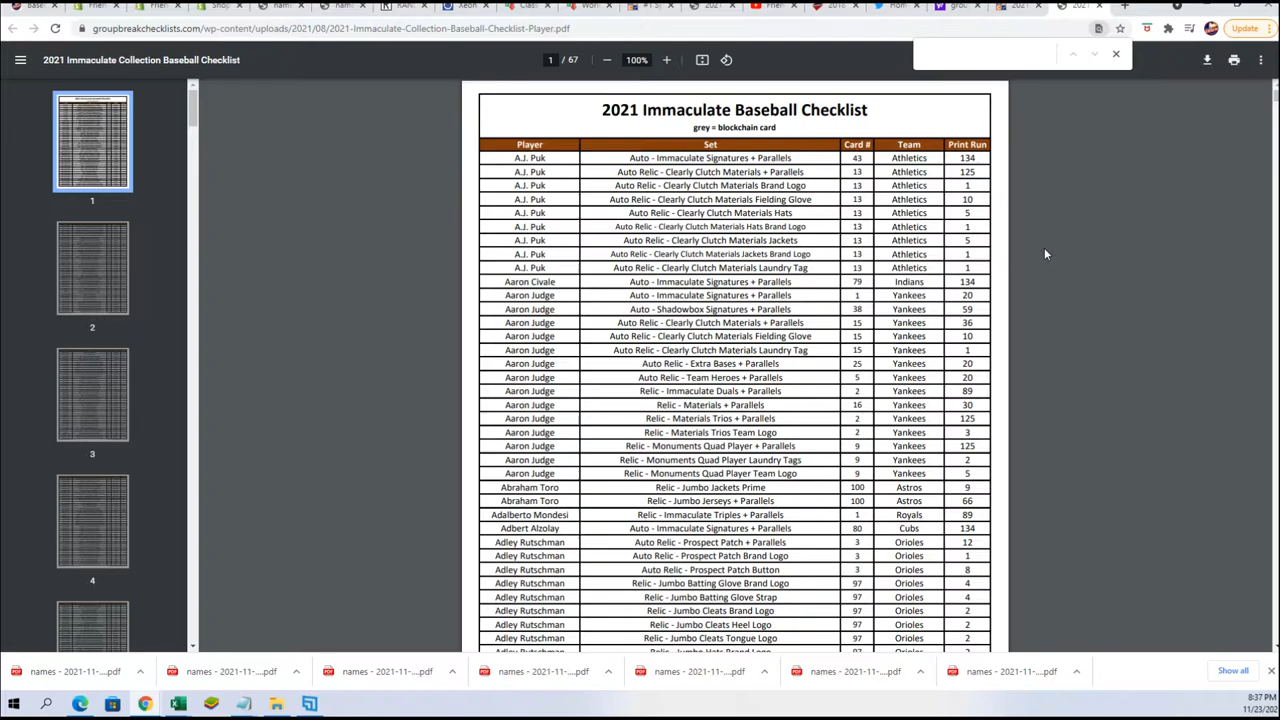 groupbreakchecklists.com/wp-content/uploads/2021/08/2021-Immaculate-Collection-Baseball-Checklist-Player.pdf
Update
2021 Immaculate Collection Baseball Checklist
1 / 67
100%
2021 Immaculate Baseball Checklist
grey = blockchain card
Player Set Card # Team Print Run
A.J. Puk Auto - Immaculate Signatures + Parallels 43 Athletics 134
A.J. Puk Auto Relic - Clearly Clutch Materials + Parallels 13 Athletics 125
A.J. Puk Auto Relic - Clearly Clutch Materials Brand Logo 13 Athletics 1
A.J. Puk Auto Relic - Clearly Clutch Materials Fielding Glove 13 Athletics 10
A.J. Puk Auto Relic - Clearly Clutch Materials Hats 13 Athletics 5
A.J. Puk Auto Relic - Clearly Clutch Materials Hats Brand Logo 13 Athletics 1
A.J. Puk Auto Relic - Clearly Clutch Materials Jackets 13 Athletics 5
A.J. Puk Auto Relic - Clearly Clutch Materials Jackets Brand Logo 13 Athletics 1
A.J. Puk Auto Relic - Clearly Clutch Materials Laundry Tag 13 Athletics 1
Aaron Civale Auto - Immaculate Signatures + Parallels 79 Indians 134
Aaron Judge Auto - Immaculate Signatures + Parallels 1 Yankees 20
Aaron Judge Auto - Shadowbox Signatures + Parallels 38 Yankees 59
Aaron Judge Auto Relic - Clearly Clutch Materials + Parallels 15 Yankees 36
Aaron Judge Auto Relic - Clearly Clutch Materials Fielding Glove 15 Yankees 10
Aaron Judge Auto Relic - Clearly Clutch Materials Laundry Tag 15 Yankees 1
Aaron Judge Auto Relic - Extra Bases + Parallels 25 Yankees 20
Aaron Judge Auto Relic - Team Heroes + Parallels 5 Yankees 20
Aaron Judge Relic - Immaculate Duals + Parallels 2 Yankees 89
Aaron Judge Relic - Materials + Parallels 16 Yankees 30
Aaron Judge Relic - Materials Trios + Parallels 2 Yankees 125
Aaron Judge Relic - Materials Trios Team Logo 2 Yankees 3
Aaron Judge Relic - Monuments Quad Player + Parallels 9 Yankees 125
Aaron Judge Relic - Monuments Quad Player Laundry Tags 9 Yankees 2
Aaron Judge Relic - Monuments Quad Player Team Logo 9 Yankees 5
Abraham Toro Relic - Jumbo Jackets Prime 100 Astros 9
Abraham Toro Relic - Jumbo Jerseys + Parallels 100 Astros 66
Adalberto Mondesi Relic - Immaculate Triples + Parallels 1 Royals 89
Adbert Alzolay Auto - Immaculate Signatures + Parallels 80 Cubs 134
Adley Rutschman Auto Relic - Prospect Patch + Parallels 3 Orioles 12
Adley Rutschman Auto Relic - Prospect Patch Brand Logo 3 Orioles 1
Adley Rutschman Auto Relic - Prospect Patch Button 3 Orioles 8
Adley Rutschman Relic - Jumbo Batting Glove Brand Logo 97 Orioles 4
Adley Rutschman Relic - Jumbo Batting Glove Strap 97 Orioles 4
Adley Rutschman Relic - Jumbo Cleats Brand Logo 97 Orioles 2
Adley Rutschman Relic - Jumbo Cleats Heel Logo 97 Orioles 2
Adley Rutschman Relic - Jumbo Cleats Tongue Logo 97 Orioles 2
1
2
3
4
names - 2021-11-....pdf
names - 2021-11-....pdf
names - 2021-11-....pdf
names - 2021-11-....pdf
names - 2021-11-....pdf
names - 2021-11-....pdf
names - 2021-11-....pdf
Show all
8:37 PM
11/23/202